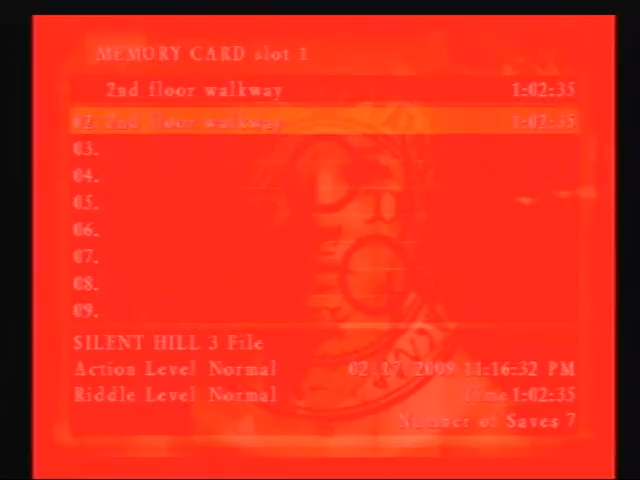 MEMORY CARD slot 1
2nd floor walkway 1:02:35
02. 2nd floor walkway 1:02:35
03.
04.
05.
06.
07.
08.
09.
SILENT HILL 3 File
Action Level Normal 02.17.2009 11:16:32 PM
Riddle Level Normal Time 1:02:35
Number of Saves 7